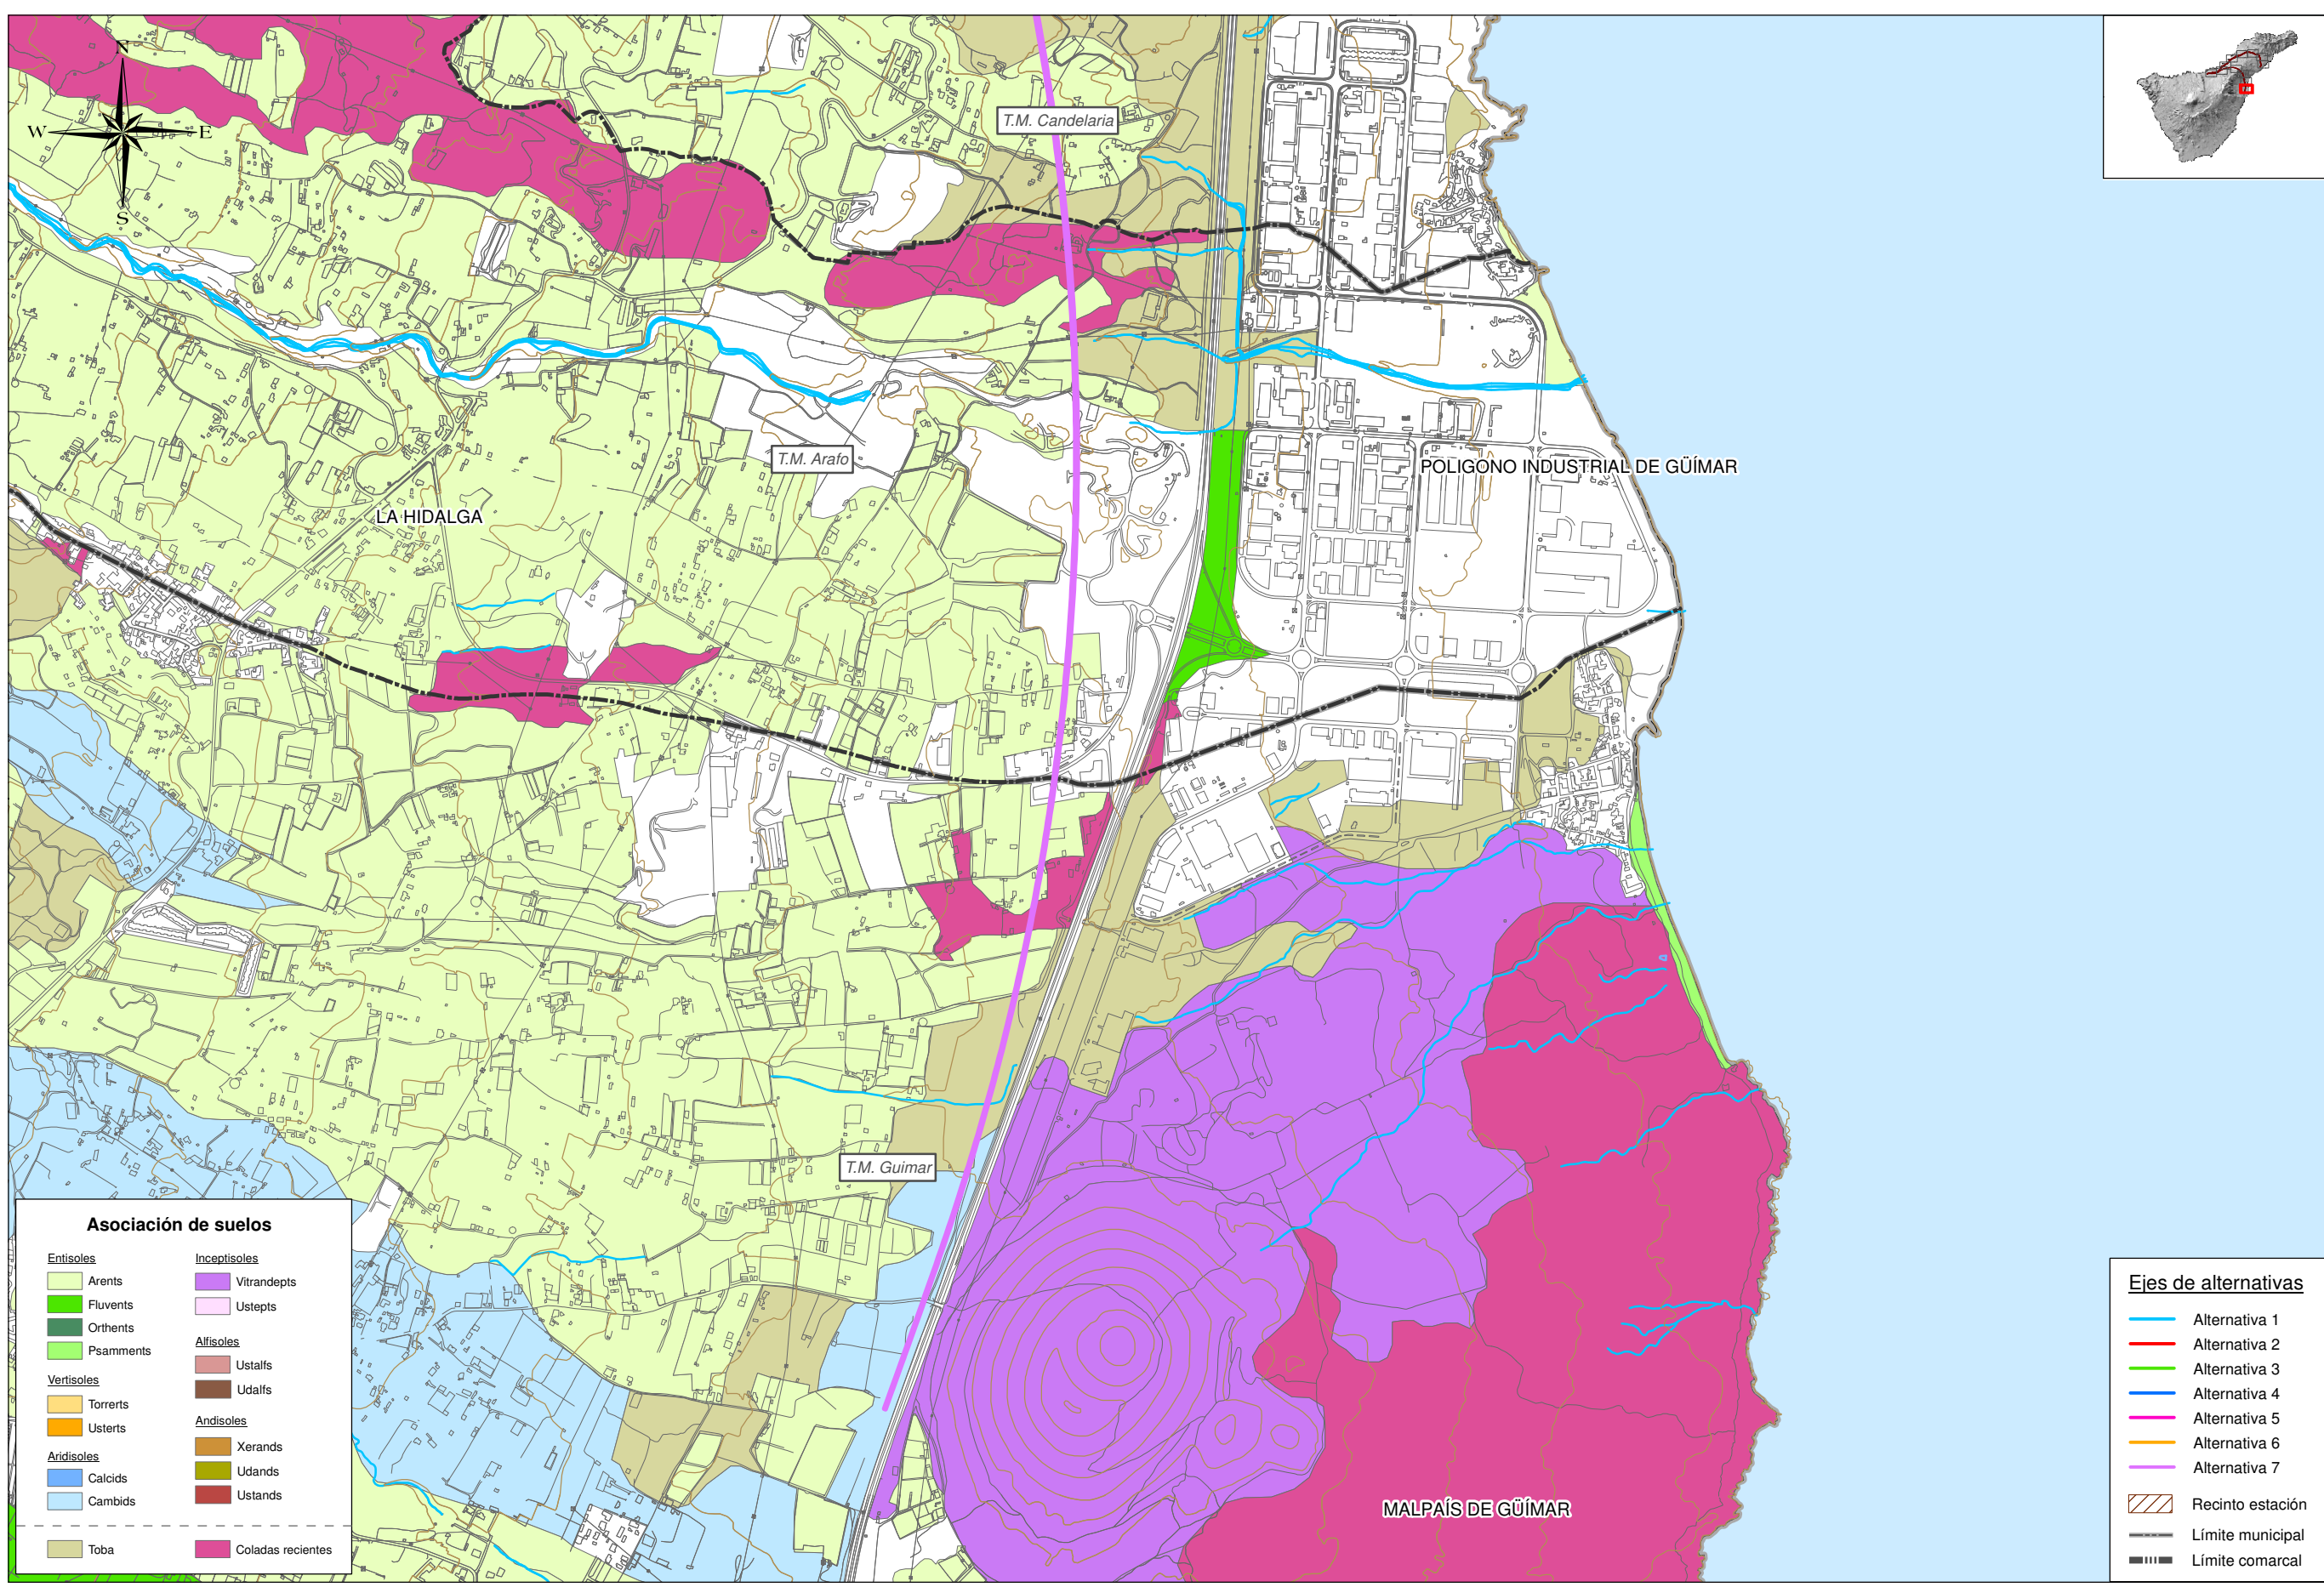 N
W
E
S
T.M. Candelaria
T.M. Arafo
POLIGONO INDUSTRIAL DE GÜÍMAR
LA HIDALGA
T.M. Guimar
MALPAÍS DE GÜÍMAR
Asociación de suelos
Entisoles
Arents
Fluvents
Orthents
Psamments
Vertisoles
Torrerts
Usterts
Aridisoles
Calcids
Cambids
Inceptisoles
Vitrandepts
Ustepts
Alfisoles
Ustalfs
Udalfs
Andisoles
Xerands
Udands
Ustands
Toba
Coladas recientes
Ejes de alternativas
Alternativa 1
Alternativa 2
Alternativa 3
Alternativa 4
Alternativa 5
Alternativa 6
Alternativa 7
Recinto estación
Límite municipal
Límite comarcal